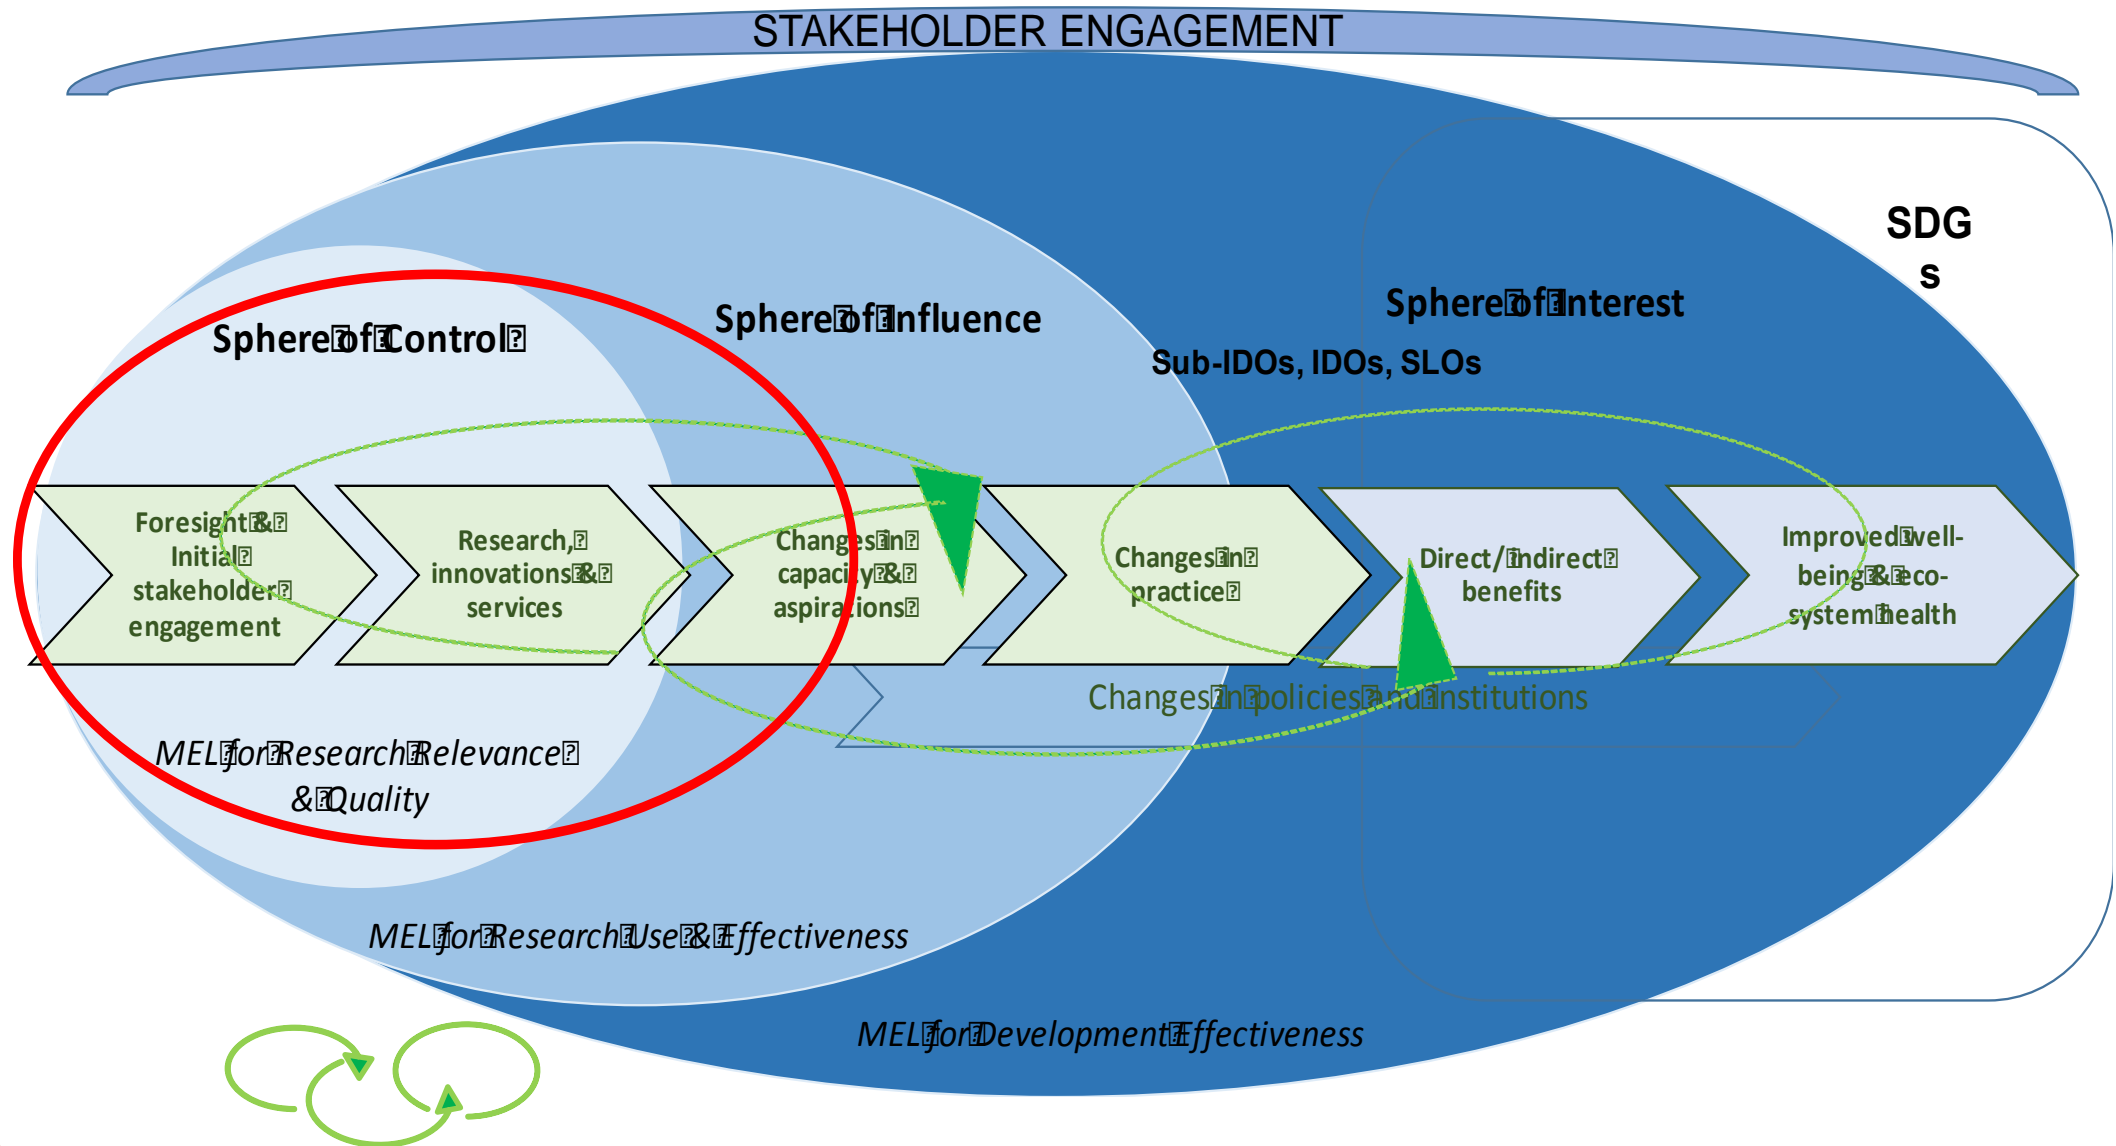 STAKEHOLDER ENGAGEMENT
SDG
s
Sphere of Control
Sphere of Influence
Sphere of Interest
Sub-IDOs, IDOs, SLOs
Foresight &
Initial
stakeholder
engagement
Research,
innovations &
services
Changes in
capacity &
aspirations
Changes in
practice
Direct/ Indirect
benefits
Improved well-
being & eco-
system health
Changes in policies and institutions
MEL for Research Relevance
& Quality
MEL for Research Use & Effectiveness
MEL for Development Effectiveness